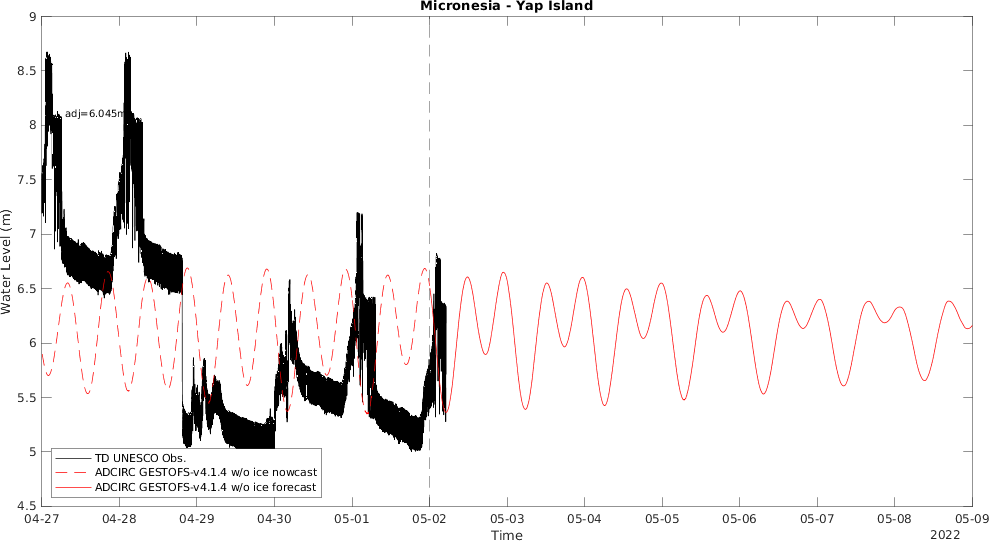 Micronesia - Yap Island
9
8.5
8
7.5
7
6.5
6
5.5
5
4.5
Water Level (m)
adj=6.045m
TD UNESCO Obs.
ADCIRC GESTOFS-v4.1.4 w/o ice nowcast
ADCIRC GESTOFS-v4.1.4 w/o ice forecast
04-27 04-28 04-29 04-30 05-01 05-02 05-03 05-04 05-05 05-06 05-07 05-08 05-09
Time
2022